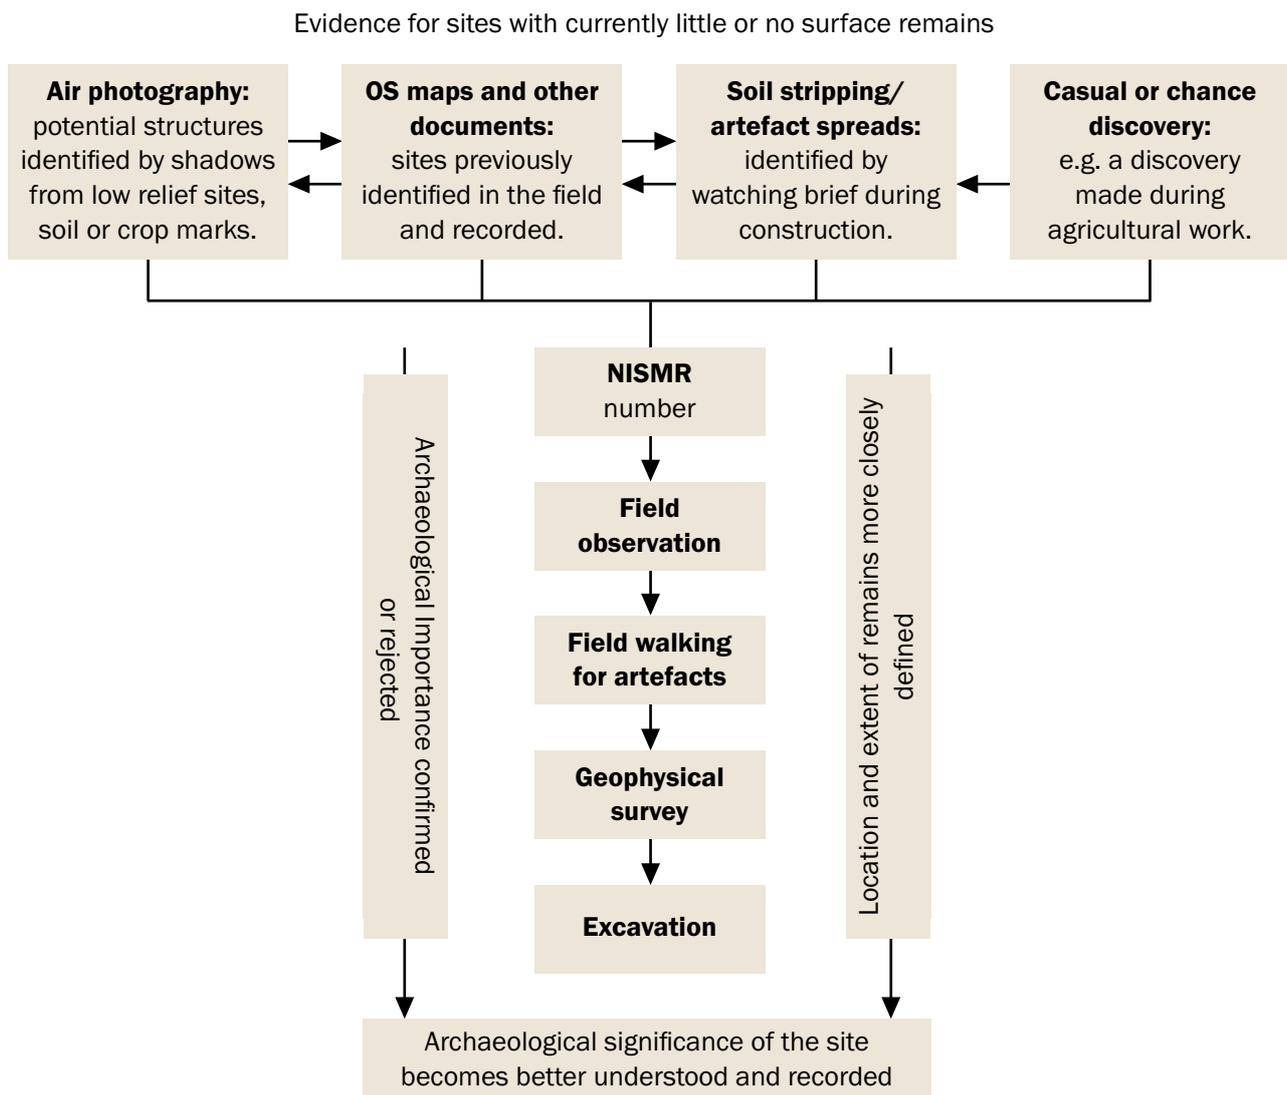 Evidence for sites with currently little or no surface remains
Air photography:
potential structures
identified by shadows
from low relief sites,
soil or crop marks.
OS maps and other
documents:
sites previously
identified in the field
and recorded.
Soil stripping/
artefact spreads:
identified by
watching brief during
construction.
Casual or chance
discovery:
e.g. a discovery
made during
agricultural work.
Archaeological Importance confirmed
or rejected
NISMR
number
Field
observation
Field walking
for artefacts
Geophysical
survey
Excavation
Location and extent of remains more closely
defined
Archaeological significance of the site
becomes better understood and recorded